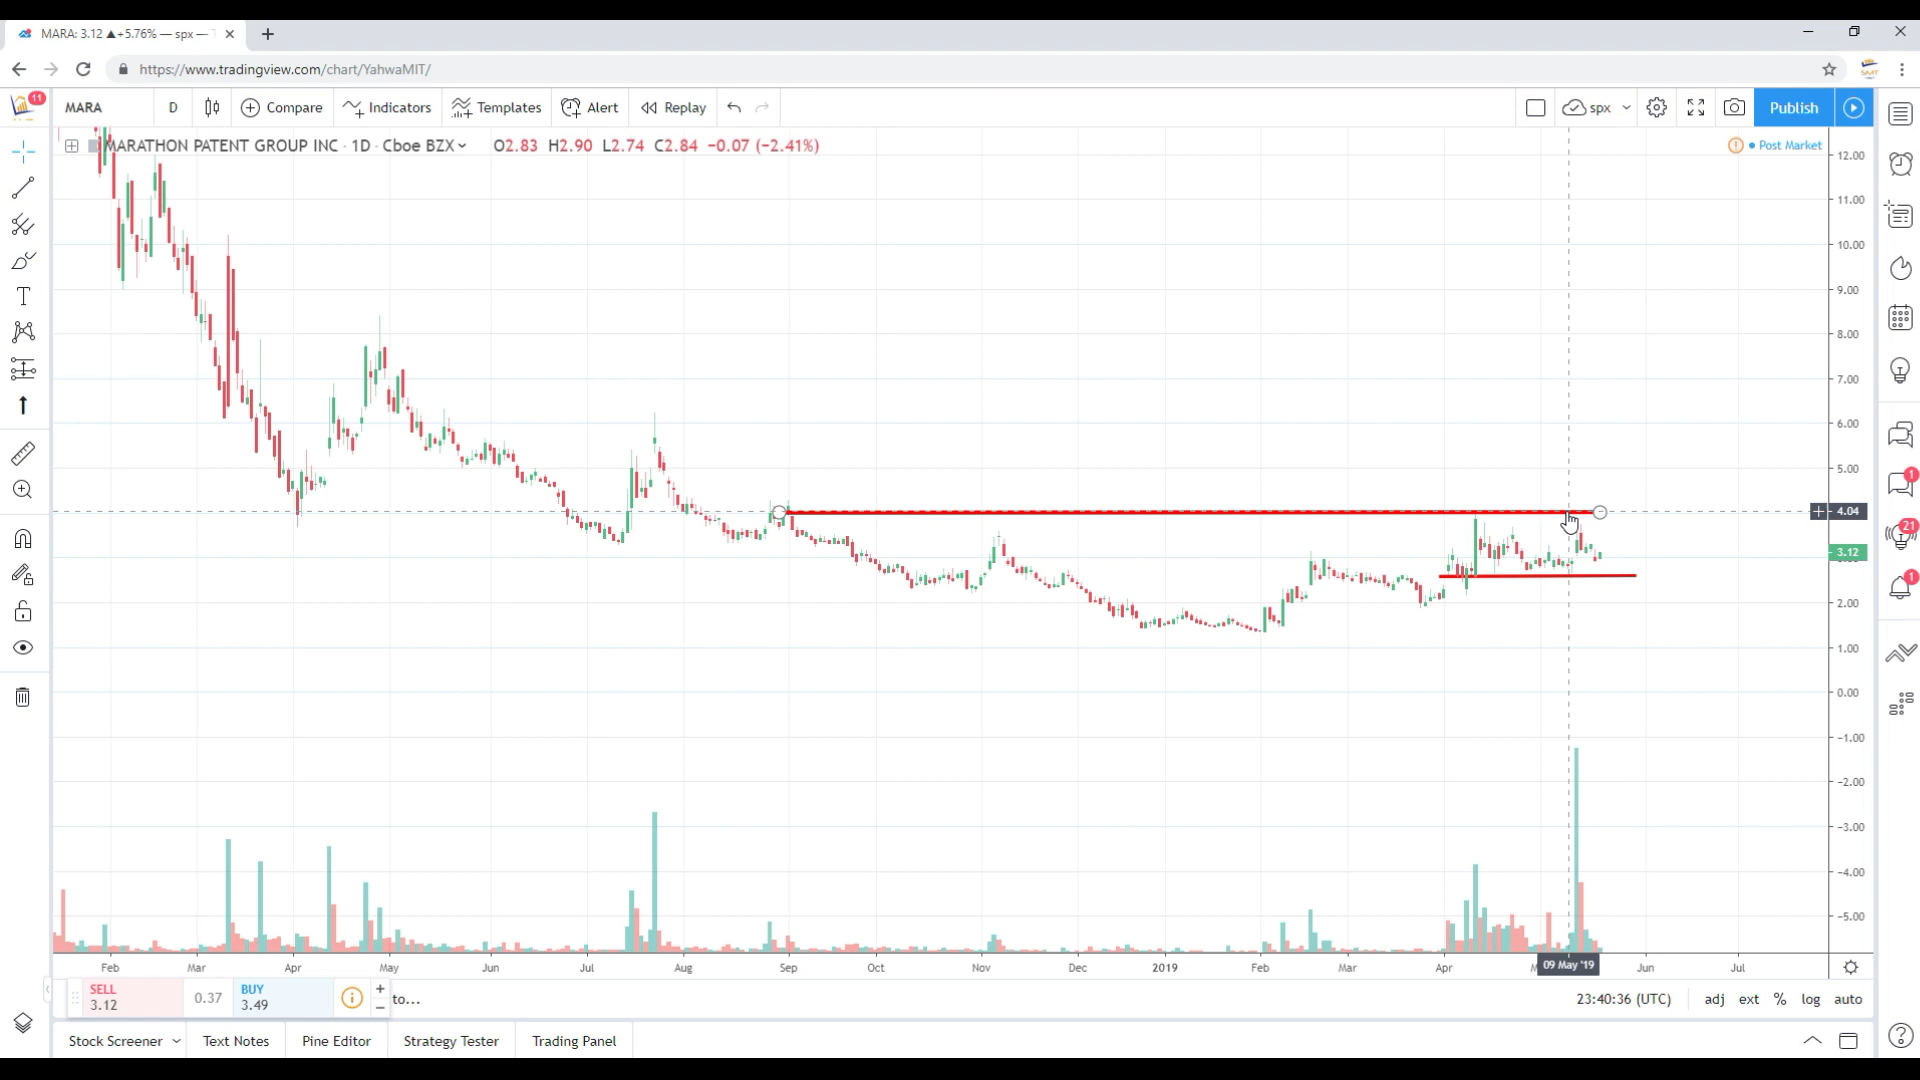 MARA: 3.12 ▲+5.76% — spx —
https://www.tradingview.com/chart/YahwaMIT/
SMT
11
MARA
D
Compare
Indicators
Templates
Alert
Replay
spx
Publish
MARATHON PATENT GROUP INC · 1D · Cboe BZX
O2.83 H2.90 L2.74 C2.84 −0.07 (−2.41%)
Post Market
12.00
11.00
10.00
9.00
8.00
7.00
6.00
5.00
4.04
3.12
2.00
1.00
0.00
−1.00
−2.00
−3.00
−4.00
−5.00
1
21
1
Feb
Mar
Apr
May
Jun
Jul
Aug
Sep
Oct
Nov
Dec
2019
Feb
Mar
Apr
09 May '19
Jun
Jul
SELL
3.12
0.37
BUY
3.49
to...
23:40:36 (UTC)
adj
ext
%
log
auto
Stock Screener
Text Notes
Pine Editor
Strategy Tester
Trading Panel